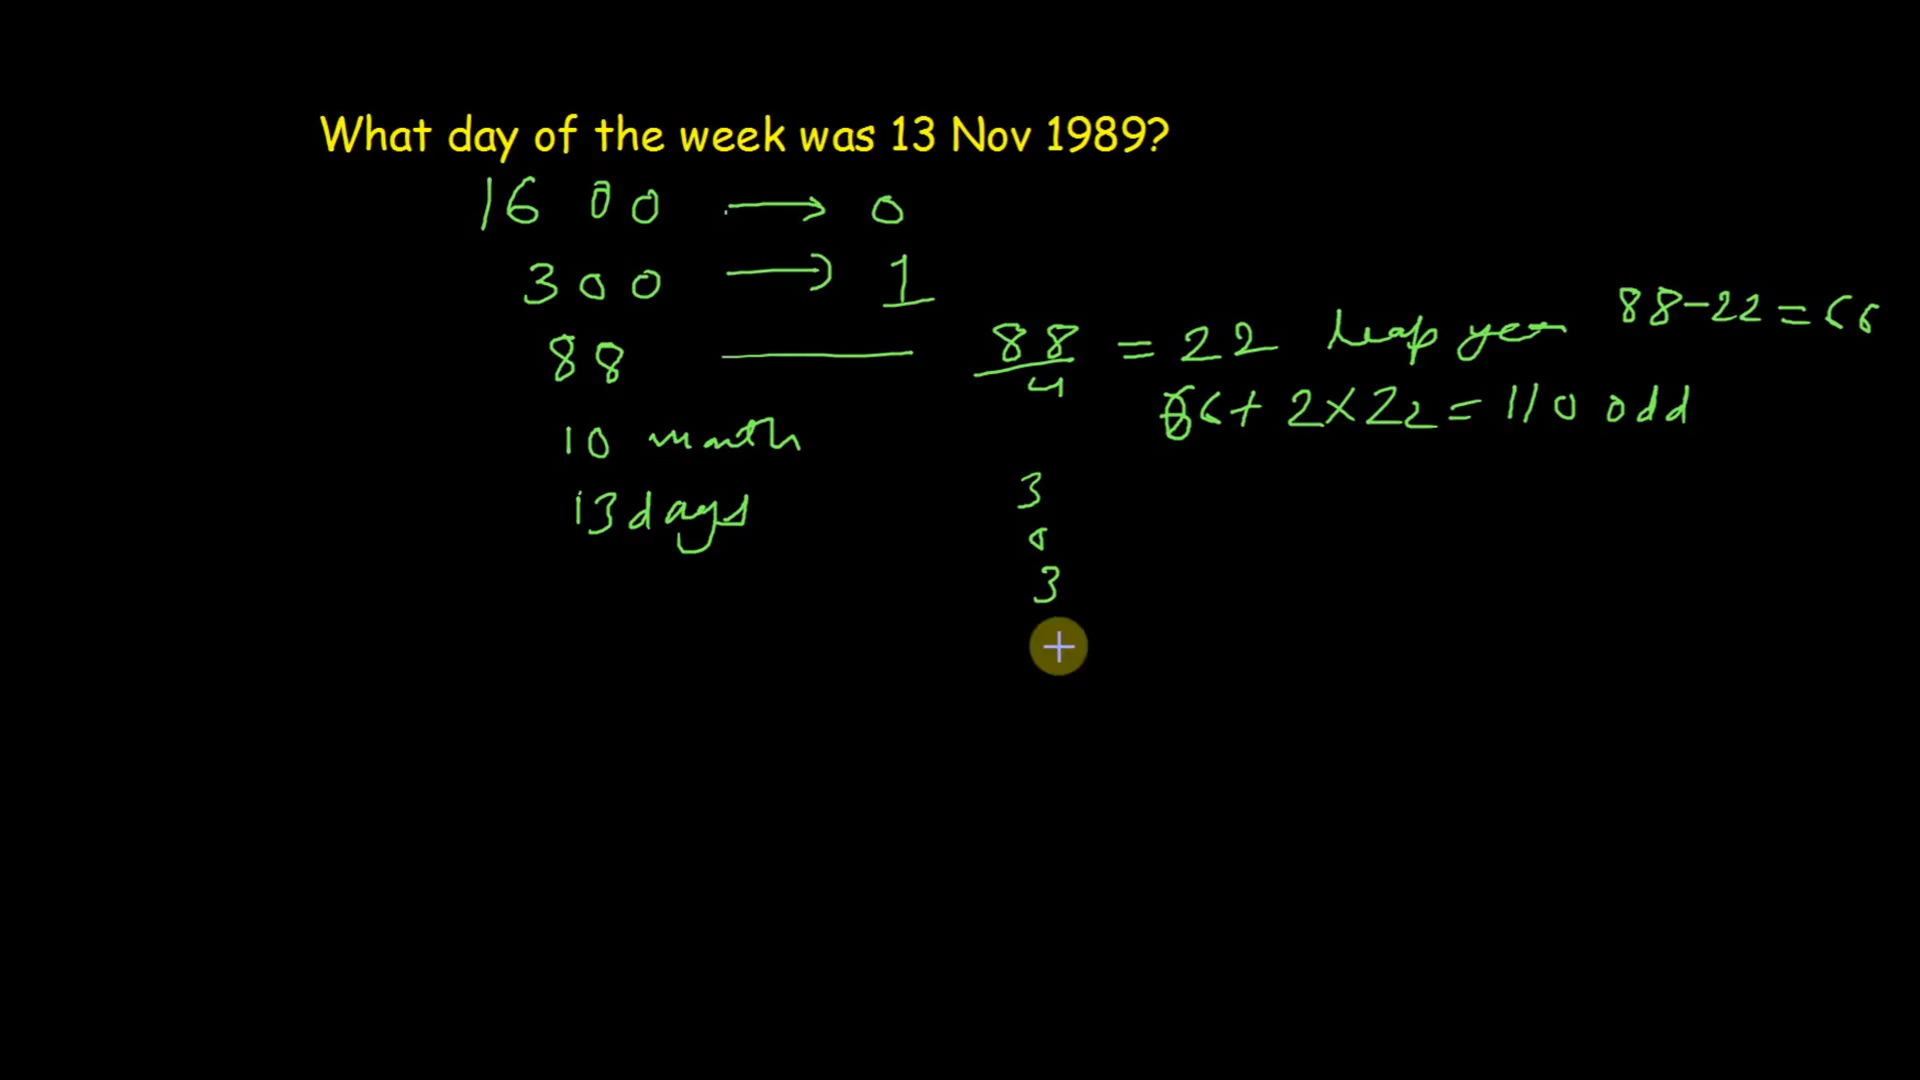 What day of the week was 13 Nov 1989?
1600 → 0
300 → 1
88 — 88/4 = 22 leap year 88-22=66
66+ 2×22=110 odd
10 month
13 days
3
0
3